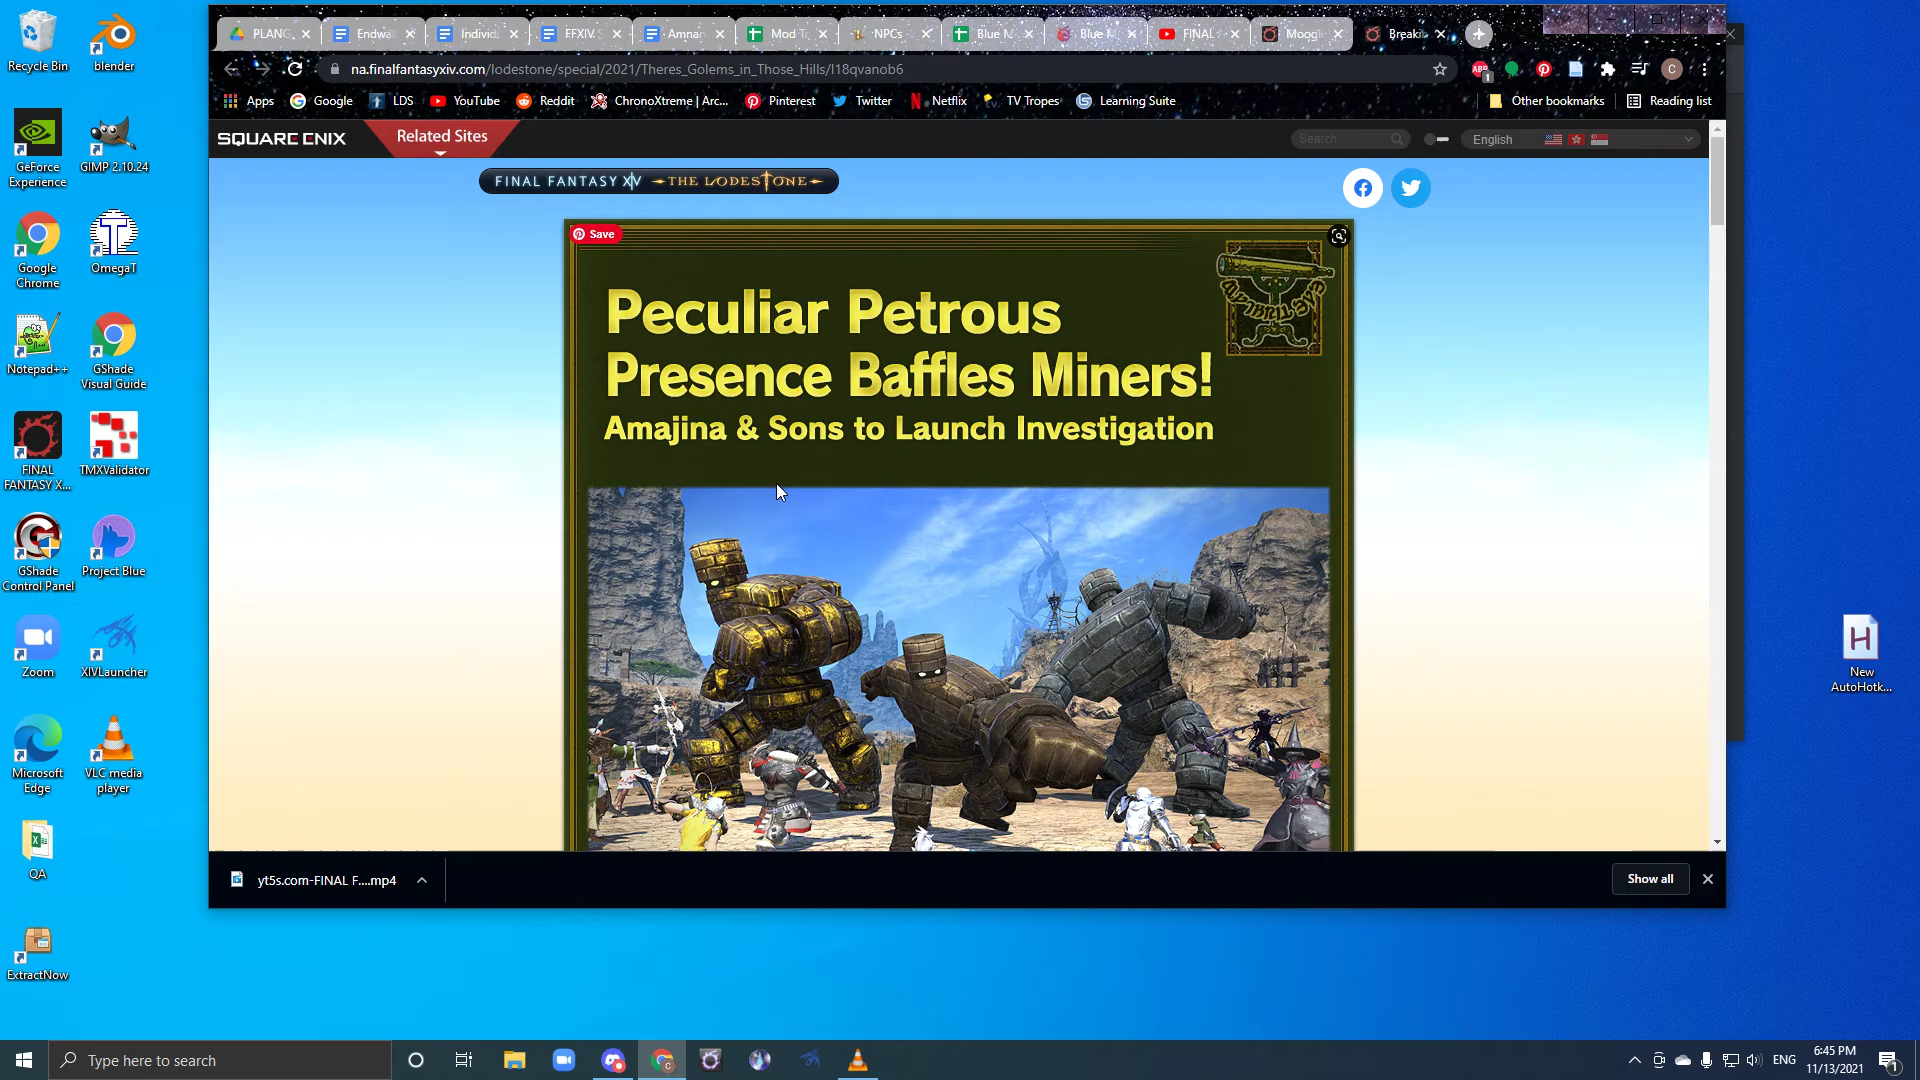 Recycle Bin
blender
GeForce
Experience
GIMP 2.10.24
Google
Chrome
OmegaT
Notepad++
GShade
Visual Guide
FINAL
FANTASY X...
TMXValidator
GShade
Control Panel
Project Blue
Zoom
XIVLauncher
Microsoft
Edge
VLC media
player
QA
ExtractNow
PLANG
Endwal
Individ
FFXIV S
Amnan
Mod T
NPCs -
Blue M
Blue M
FINAL
Moogl
Breakin
na.finalfantasyxiv.com/lodestone/special/2021/Theres_Golems_in_Those_Hills/l18qvanob6
ABP
1
C
Apps
Google
LDS
YouTube
Reddit
ChronoXtreme | Arc...
Pinterest
Twitter
Netflix
TV Tropes
Learning Suite
Other bookmarks
Reading list
SQUARE ENIX
Related Sites
Search
English
FINAL FANTASY XIV THE LODESTONE
Save
Peculiar Petrous
Presence Baffles Miners!
Amajina & Sons to Launch Investigation
yt5s.com-FINAL F....mp4
Show all
H
New
AutoHotk...
Type here to search
ENG
6:45 PM
11/13/2021
1